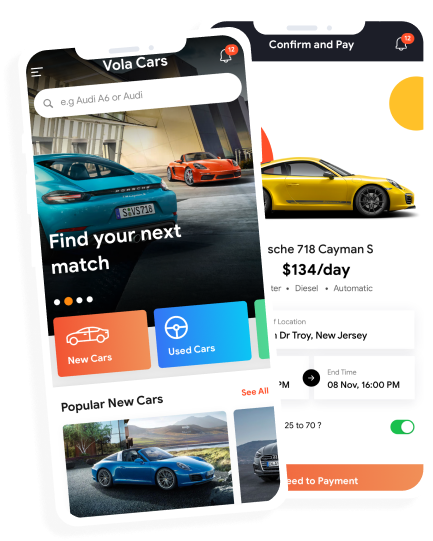 Vola Cars
12
e.g Audi A6 or Audi
PORSCHE
S·VS718
Find your next
match
New Cars
Used Cars
Popular New Cars
See All
Confirm and Pay
12
sche 718 Cayman S
$134/day
ter • Diesel • Automatic
f Location
Dr Troy, New Jersey
PM
End Time
08 Nov, 16:00 PM
25 to 70 ?
eed to Payment